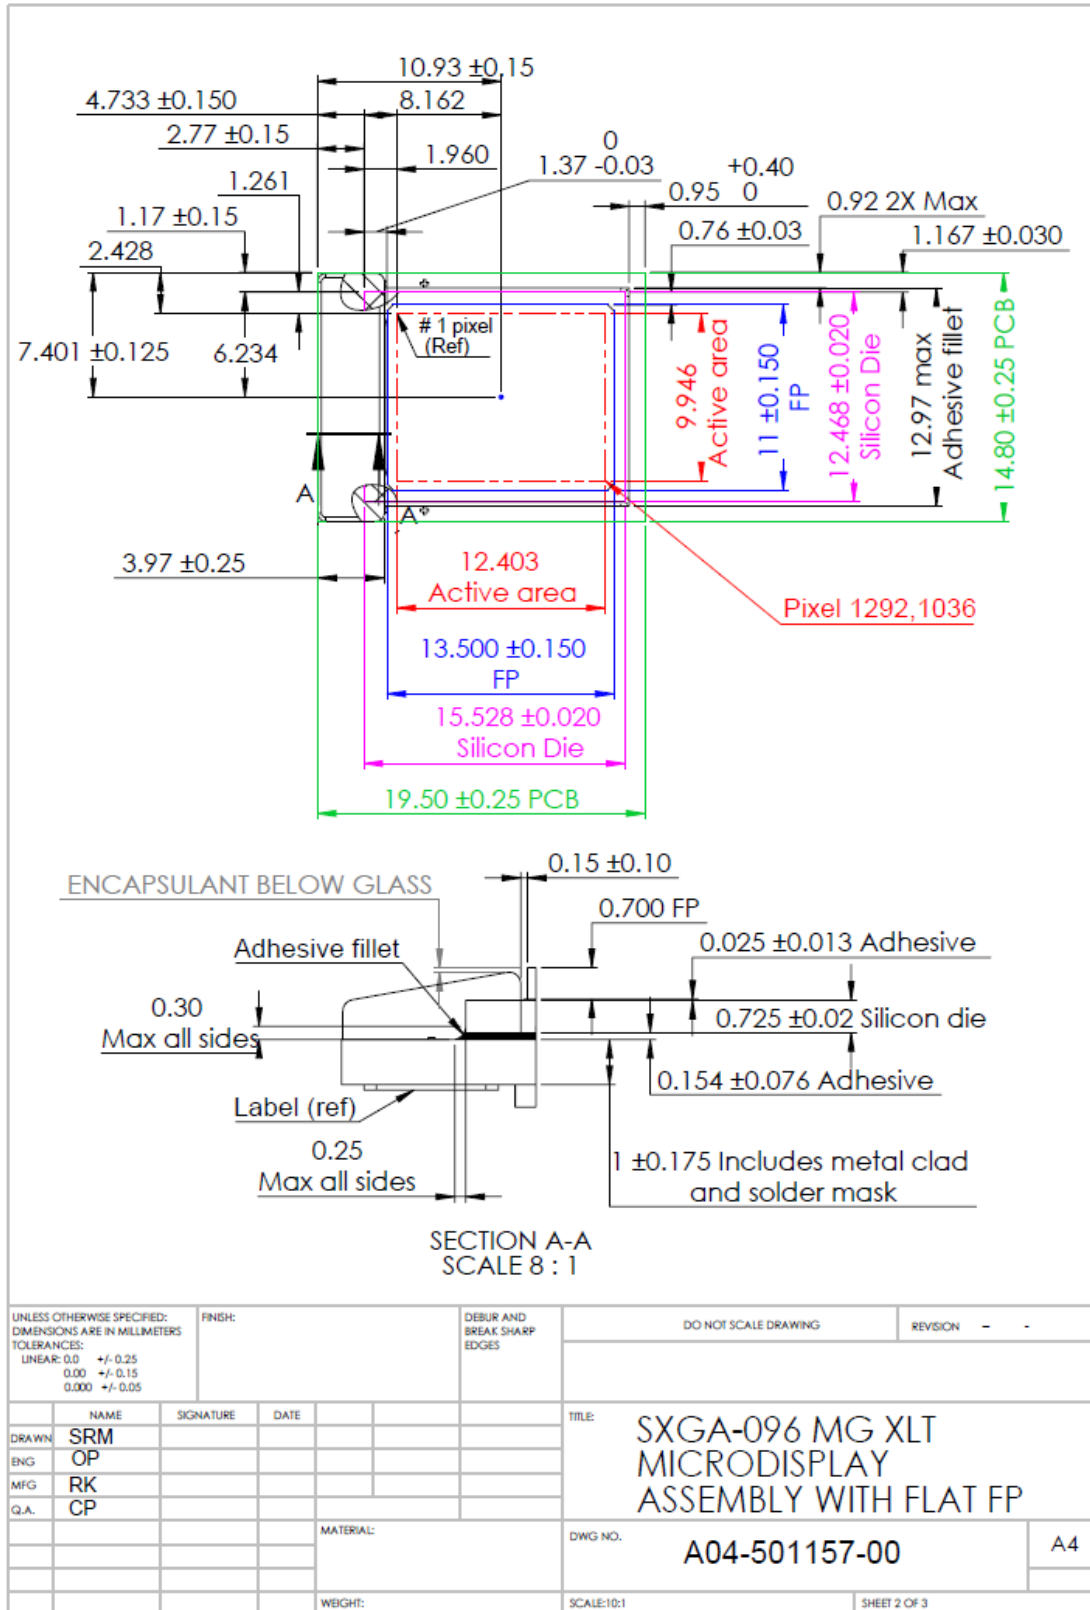 10.93 ±0.15
4.733 ±0.150
8.162
2.77 ±0.15
0
1.37 -0.03
+0.40
0.95 0
1.960
1.261
0.92 2X Max
1.17 ±0.15
0.76 ±0.03
1.167 ±0.030
2.428
# 1 pixel
(Ref)
7.401 ±0.125
6.234
9.946
Active area
11 ±0.150
FP
12.468 ±0.020
Silicon Die
12.97 max
Adhesive fillet
14.80 ±0.25 PCB
A
A
3.97 ±0.25
12.403
Active area
Pixel 1292,1036
13.500 ±0.150
FP
15.528 ±0.020
Silicon Die
19.50 ±0.25 PCB
0.15 ±0.10
ENCAPSULANT BELOW GLASS
0.700 FP
Adhesive fillet
0.025 ±0.013 Adhesive
0.30
Max all sides
0.725 ±0.02 Silicon die
0.154 ±0.076 Adhesive
Label (ref)
0.25
Max all sides
1 ±0.175 Includes metal clad
and solder mask
SECTION A-A
SCALE 8 : 1
UNLESS OTHERWISE SPECIFIED:
DIMENSIONS ARE IN MILLIMETERS
TOLERANCES:
LINEAR: 0.0 +/- 0.25
0.00 +/- 0.15
0.000 +/- 0.05
FINISH:
DEBUR AND
BREAK SHARP
EDGES
DO NOT SCALE DRAWING
REVISION - -
NAME SIGNATURE DATE
DRAWN SRM
ENG OP
MFG RK
Q.A. CP
TITLE:
SXGA-096 MG XLT
MICRODISPLAY
ASSEMBLY WITH FLAT FP
MATERIAL:
DWG NO.
A04-501157-00
A4
WEIGHT:
SCALE:10:1
SHEET 2 OF 3